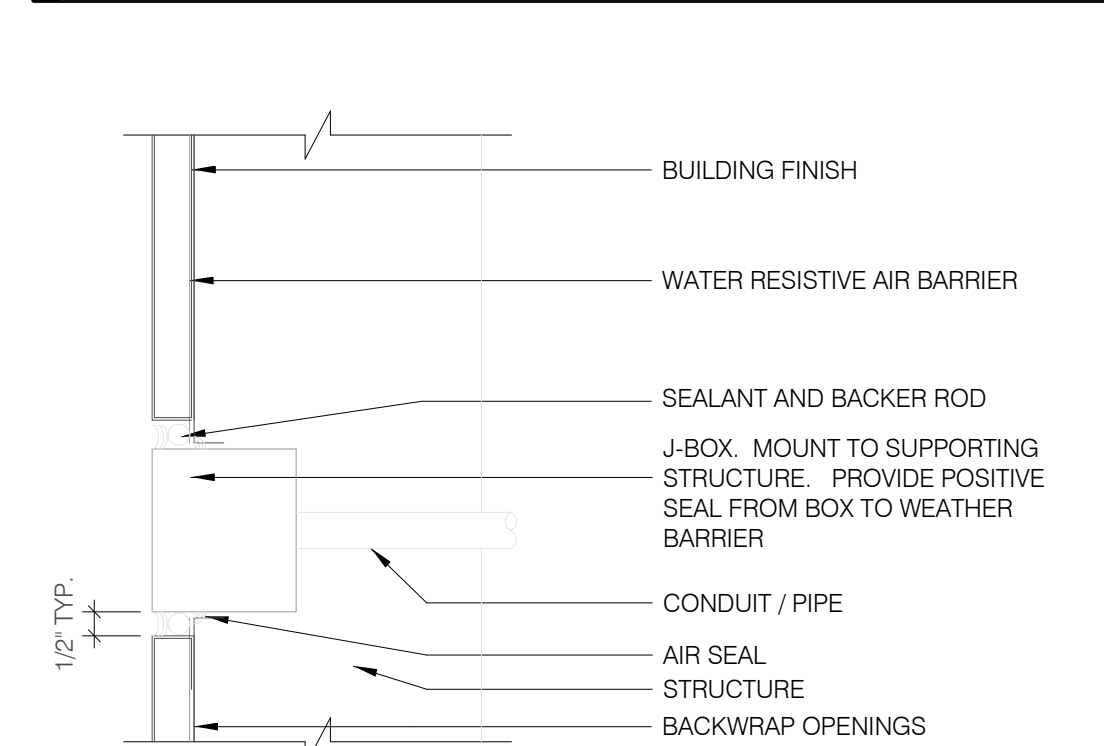 BUILDING FINISH
WATER RESISTIVE AIR BARRIER
SEALANT AND BACKER ROD
J-BOX. MOUNT TO SUPPORTING
STRUCTURE. PROVIDE POSITIVE
SEAL FROM BOX TO WEATHER
BARRIER
1/2" TYP.
CONDUIT / PIPE
AIR SEAL
STRUCTURE
BACKWRAP OPENINGS